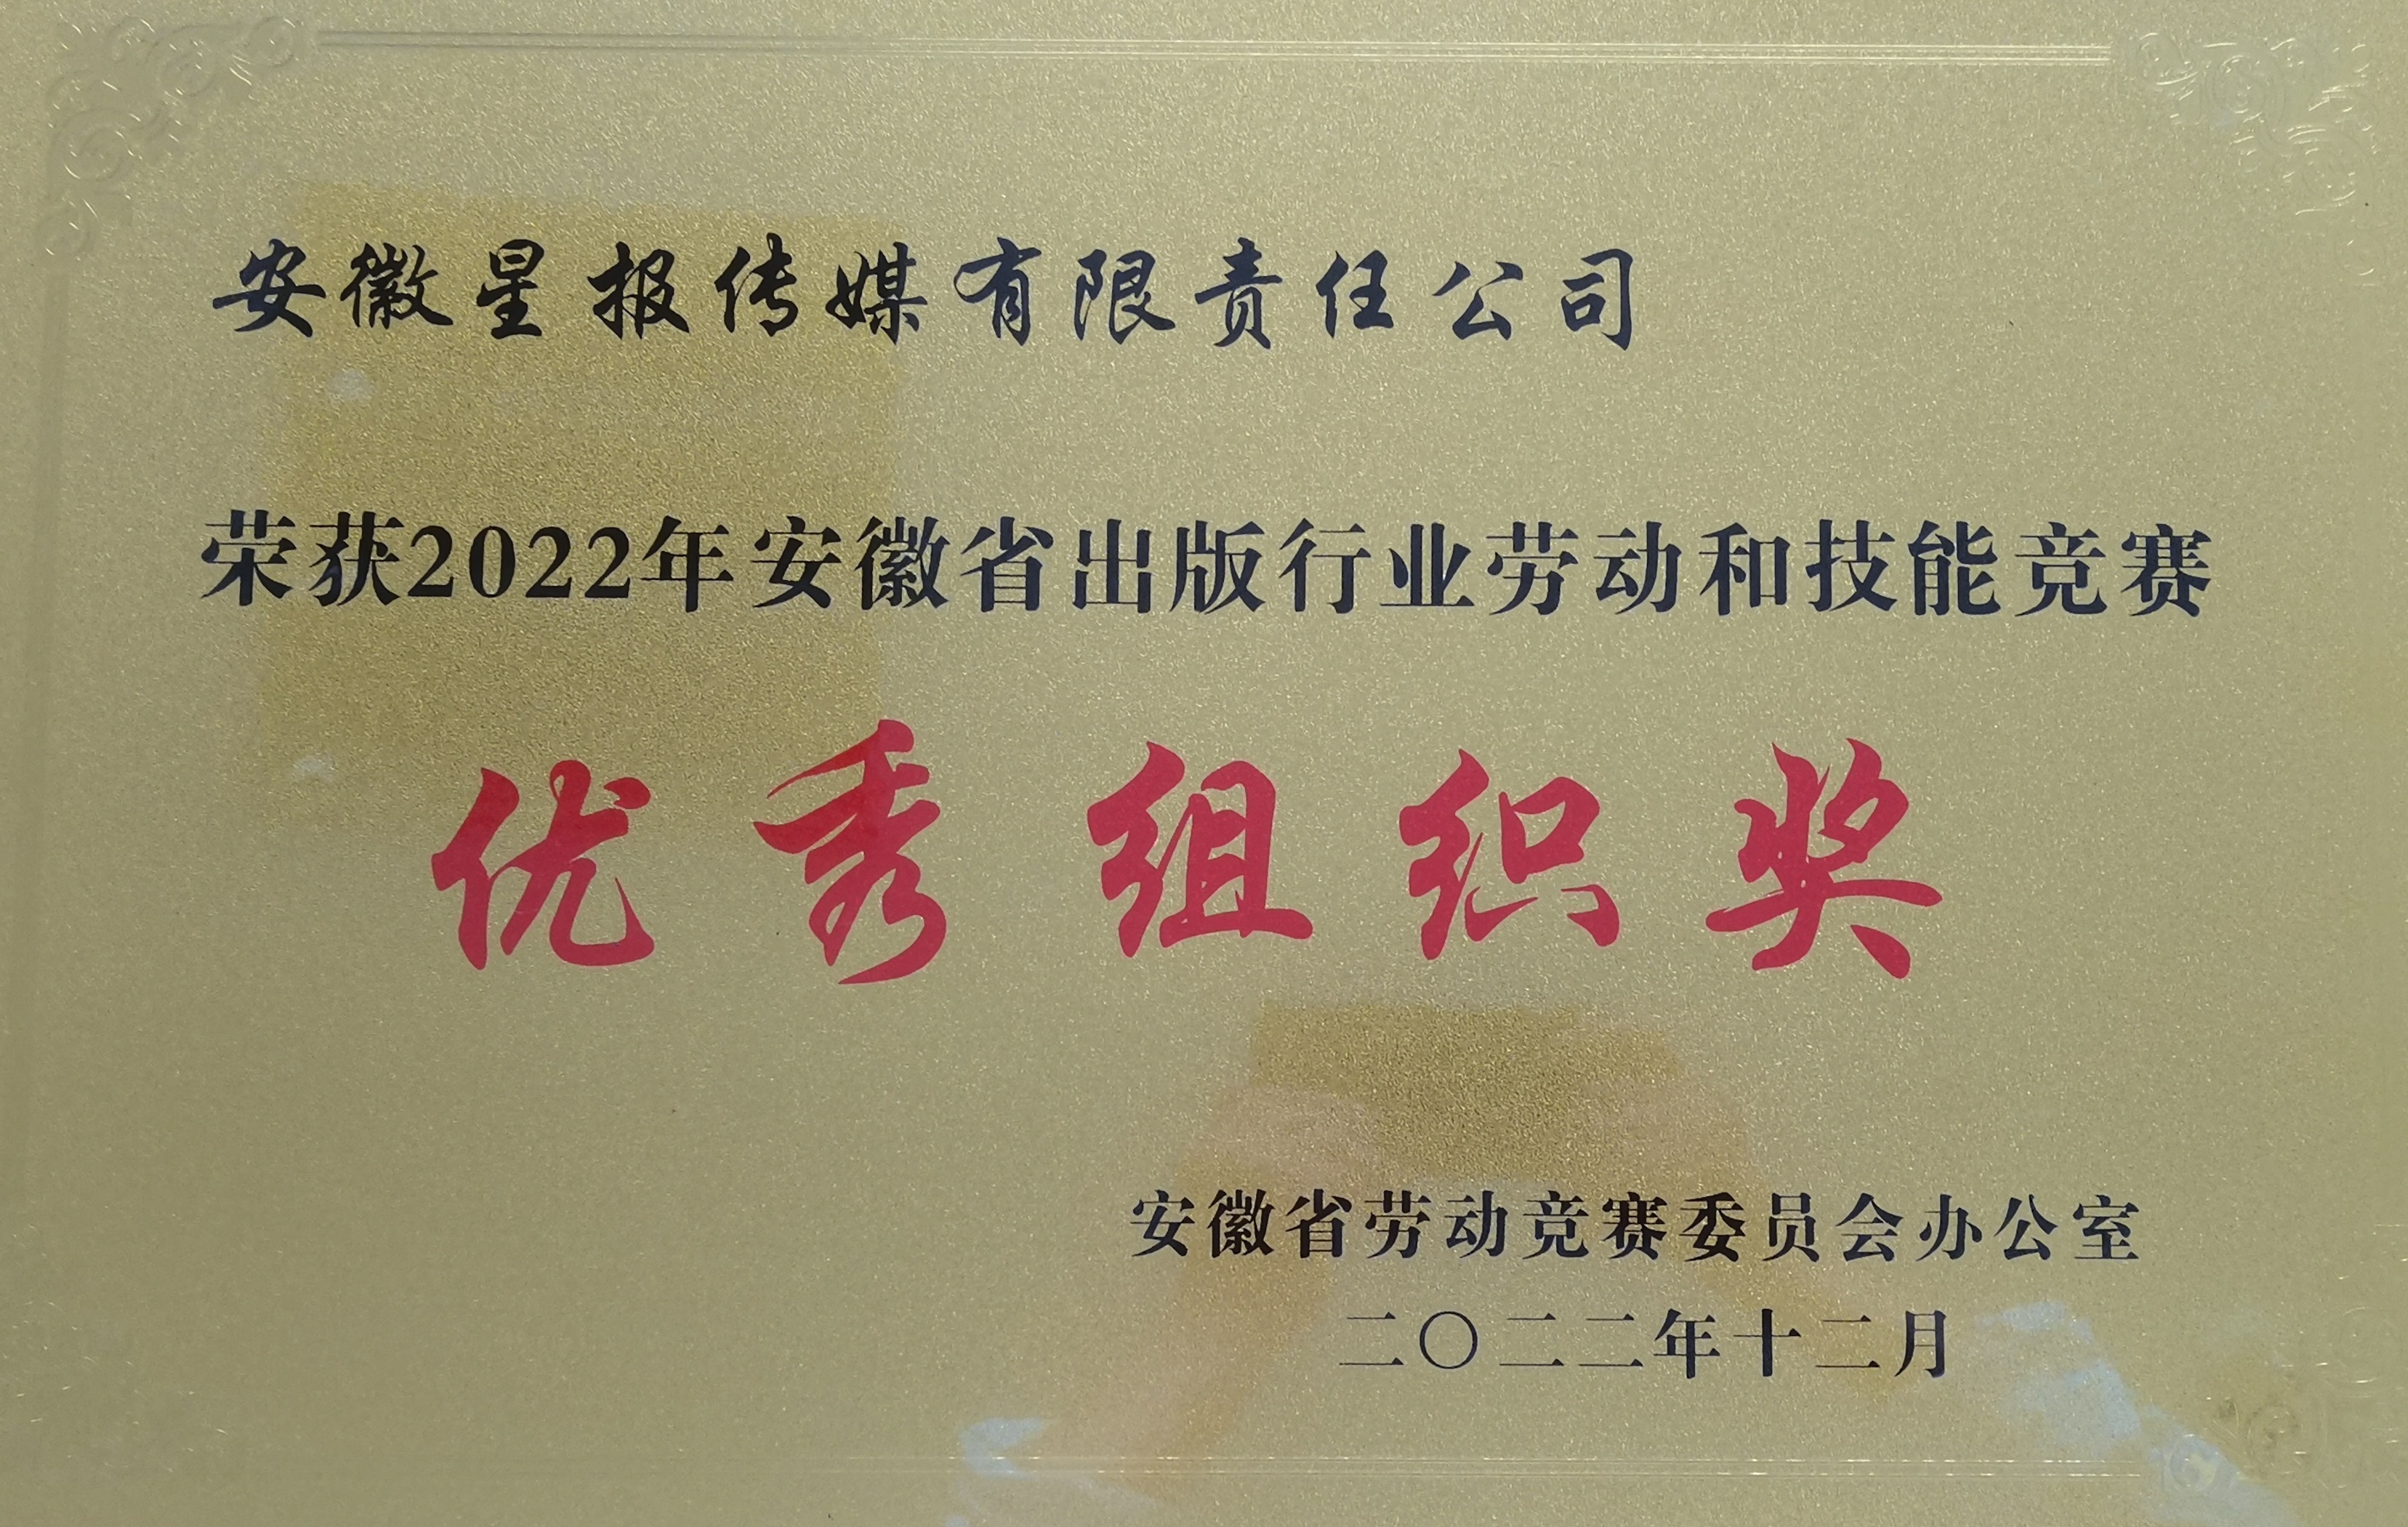 安徽星报传媒有限责任公司
荣获2022年安徽省出版行业劳动和技能竞赛
优秀组织奖
安徽省劳动竞赛委员会办公室
二〇二二年十二月